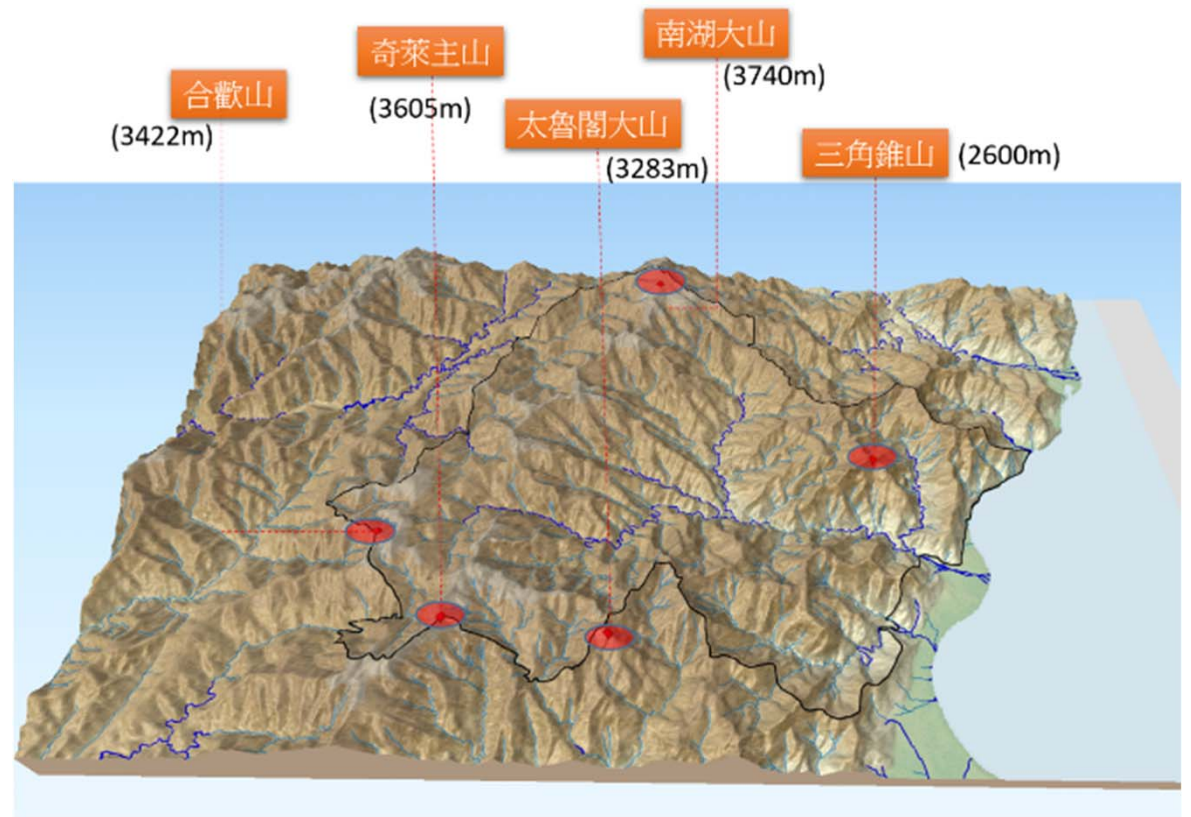 南湖大山
(3740m)
奇萊主山
(3605m)
合歡山
(3422m)
太魯閣大山
(3283m)
三角錐山 (2600m)